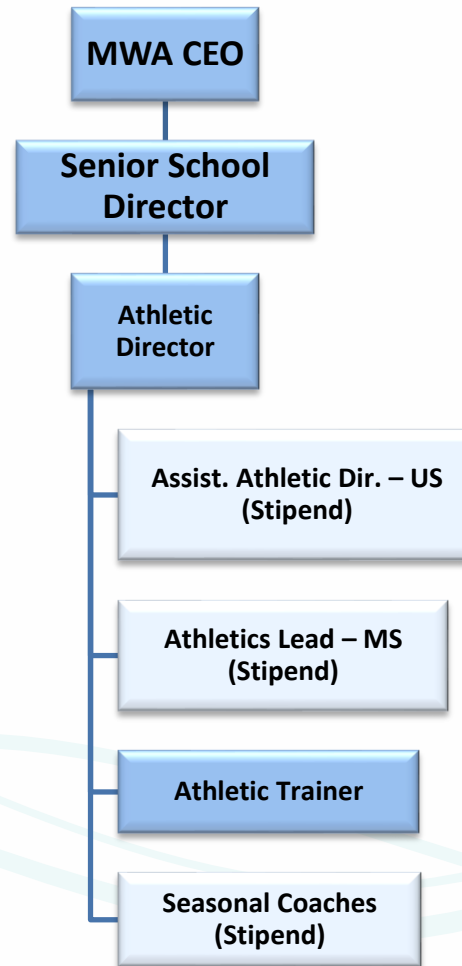 MWA CEO
Senior School
Director
Athletic
Director
Assist. Athletic Dir. – US
(Stipend)
Athletics Lead – MS
(Stipend)
Athletic Trainer
Seasonal Coaches
(Stipend)